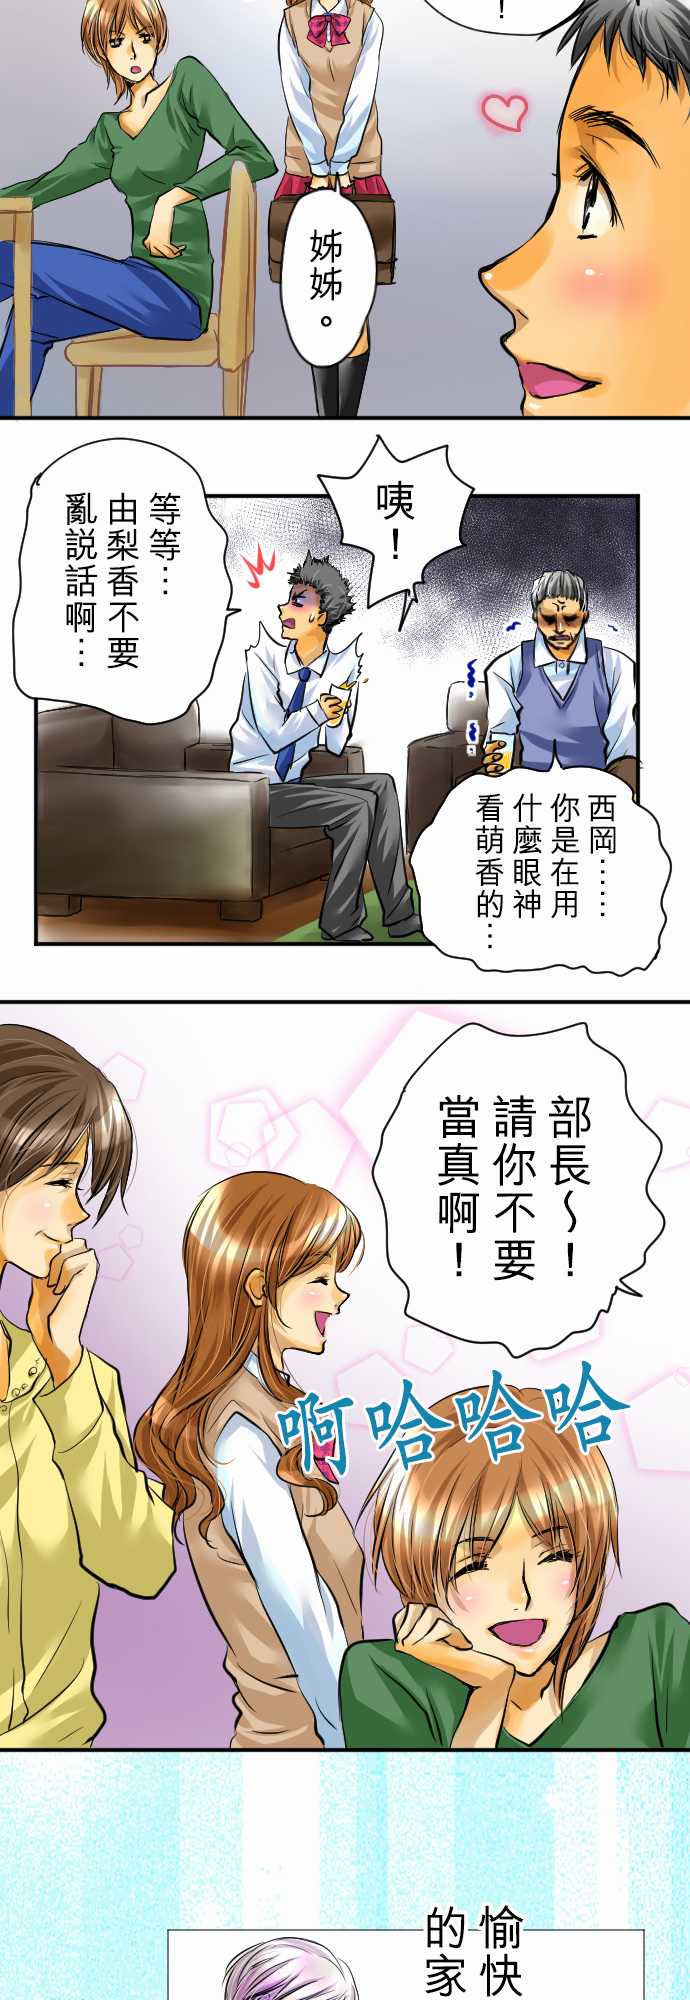 ！
姊
姊。
咦！
等等…
由梨香不要
亂說話啊…
西岡……
你是在用
什麼眼神
看萌香的…
部長～！
請你不要
當真啊！
啊哈哈哈
愉快
的家